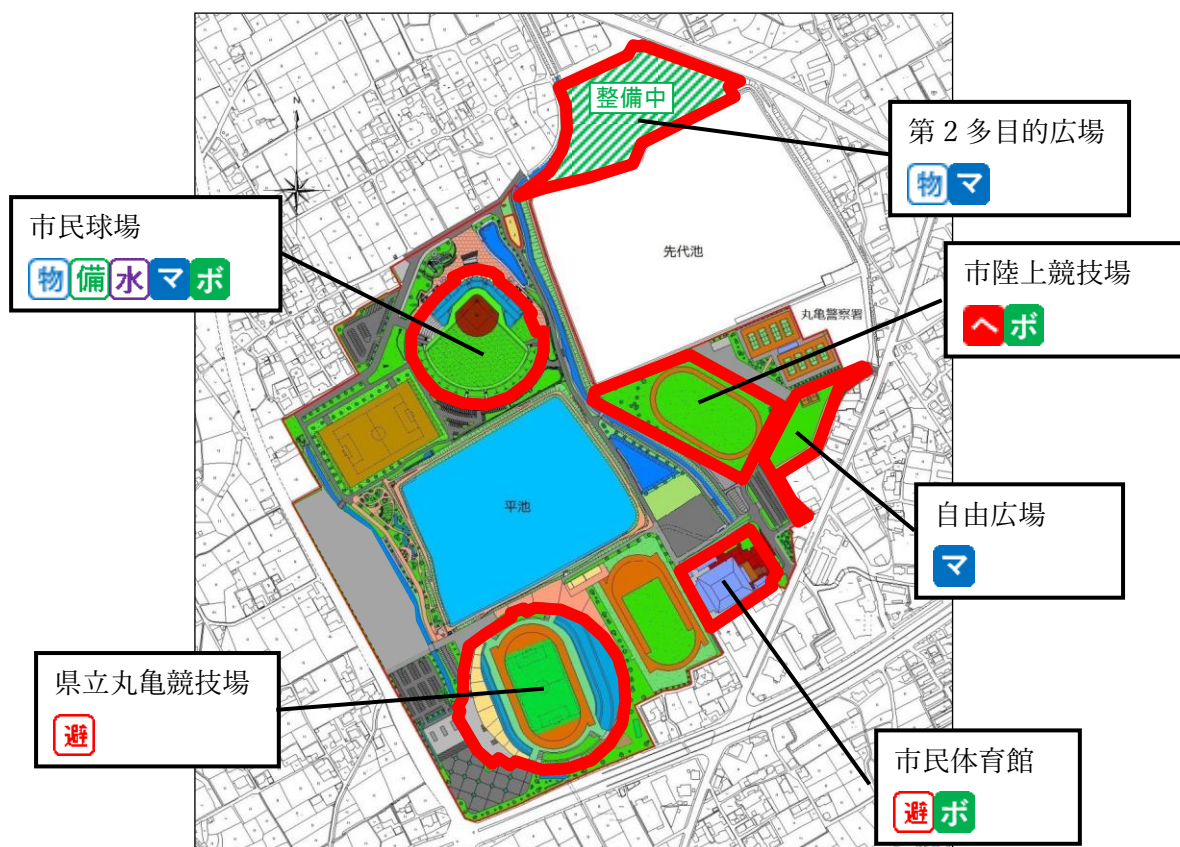 整備中
第2多目的広場
物 マ
市民球場
物 備 水 マ ボ
先代池
市陸上競技場
ヘ ボ
丸亀警察署
N
平池
自由広場
マ
県立丸亀競技場
避
市民体育館
避 ボ